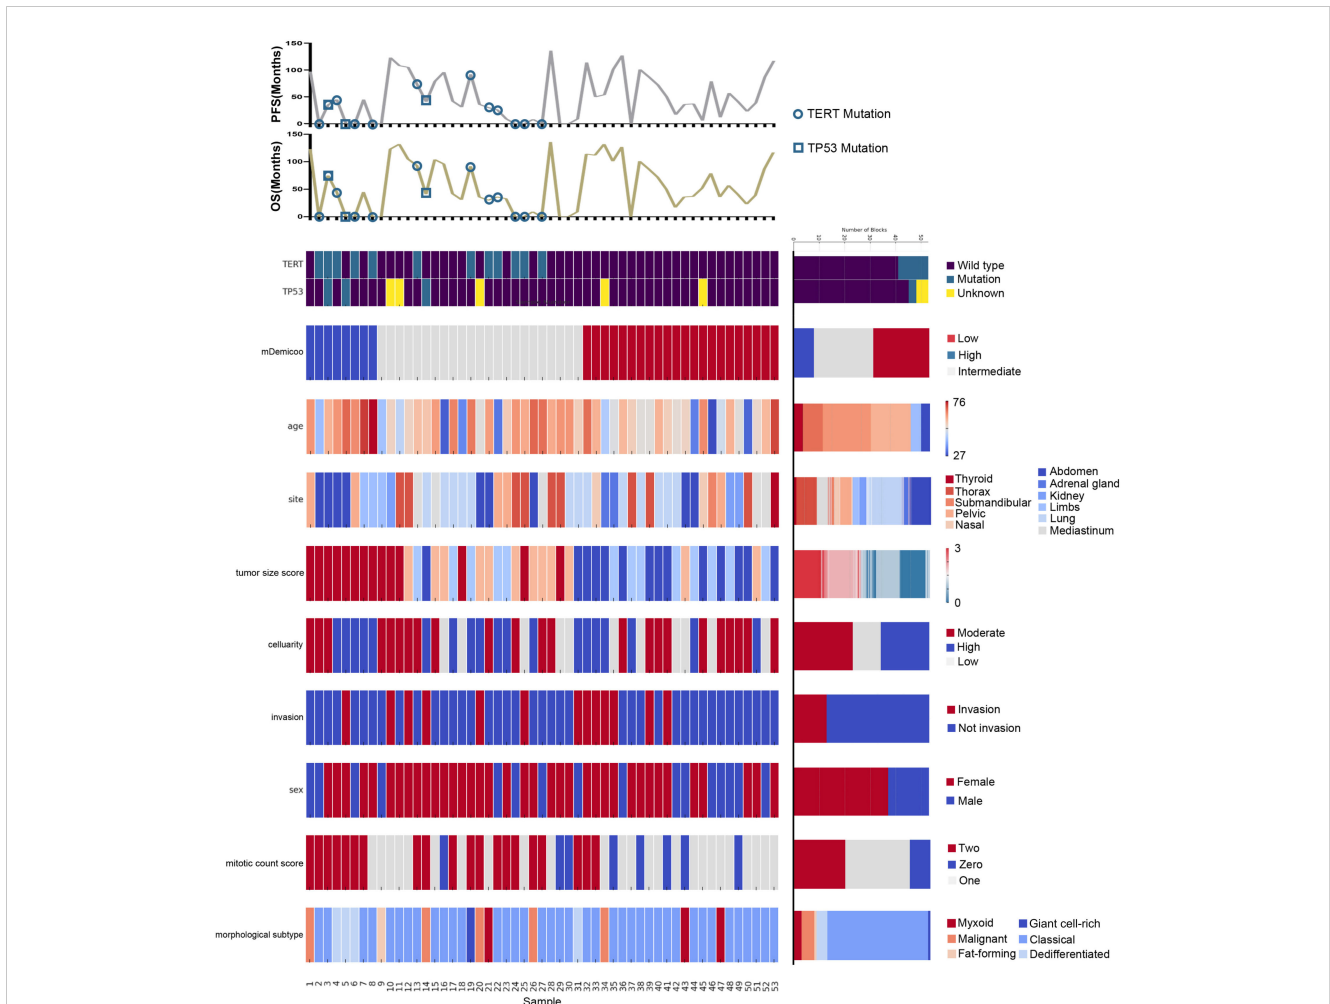 150
100
50
0
PFS(Months)
150
100
50
0
OS(Months)
TERT Mutation
TP53 Mutation
Number of Blocks
0 10 20 30 40 50
TERT
TP53
Wild type
Mutation
Unknown
mDemicoo
Low
High
Intermediate
age
76
27
site
Thyroid
Thorax
Submandibular
Pelvic
Nasal
Abdomen
Adrenal gland
Kidney
Limbs
Lung
Mediastinum
tumor size score
3
0
celluarity
Moderate
High
Low
invasion
Invasion
Not invasion
sex
Female
Male
mitotic count score
Two
Zero
One
morphological subtype
Myxoid
Malignant
Fat-forming
Giant cell-rich
Classical
Dedifferentiated
1 2 3 4 5 6 7 8 9 10 11 12 13 14 15 16 17 18 19 20 21 22 23 24 25 26 27 28 29 30 31 32 33 34 35 36 37 38 39 40 41 42 43 44 45 46 47 48 49 50 51 52 53
Sample